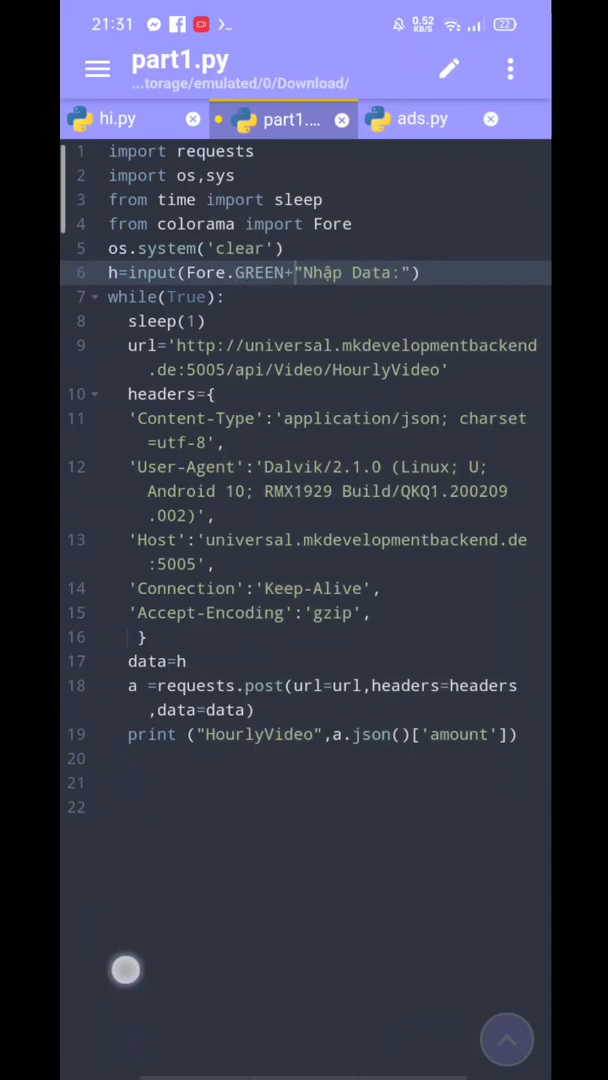 21:31
0.52
KB/S
22
part1.py
...torage/emulated/0/Download/
hi.py
part1....
ads.py
1 import requests
2 import os,sys
3 from time import sleep
4 from colorama import Fore
5 os.system('clear')
6 h=input(Fore.GREEN+"Nhập Data:")
7 while(True):
8 sleep(1)
9 url='http://universal.mkdevelopmentbackend
.de:5005/api/Video/HourlyVideo'
10 headers={
11 'Content-Type':'application/json; charset
=utf-8',
12 'User-Agent':'Dalvik/2.1.0 (Linux; U;
Android 10; RMX1929 Build/QKQ1.200209
.002)',
13 'Host':'universal.mkdevelopmentbackend.de
:5005',
14 'Connection':'Keep-Alive',
15 'Accept-Encoding':'gzip',
16 }
17 data=h
18 a =requests.post(url=url,headers=headers
,data=data)
19 print ("HourlyVideo",a.json()['amount'])
20
21
22